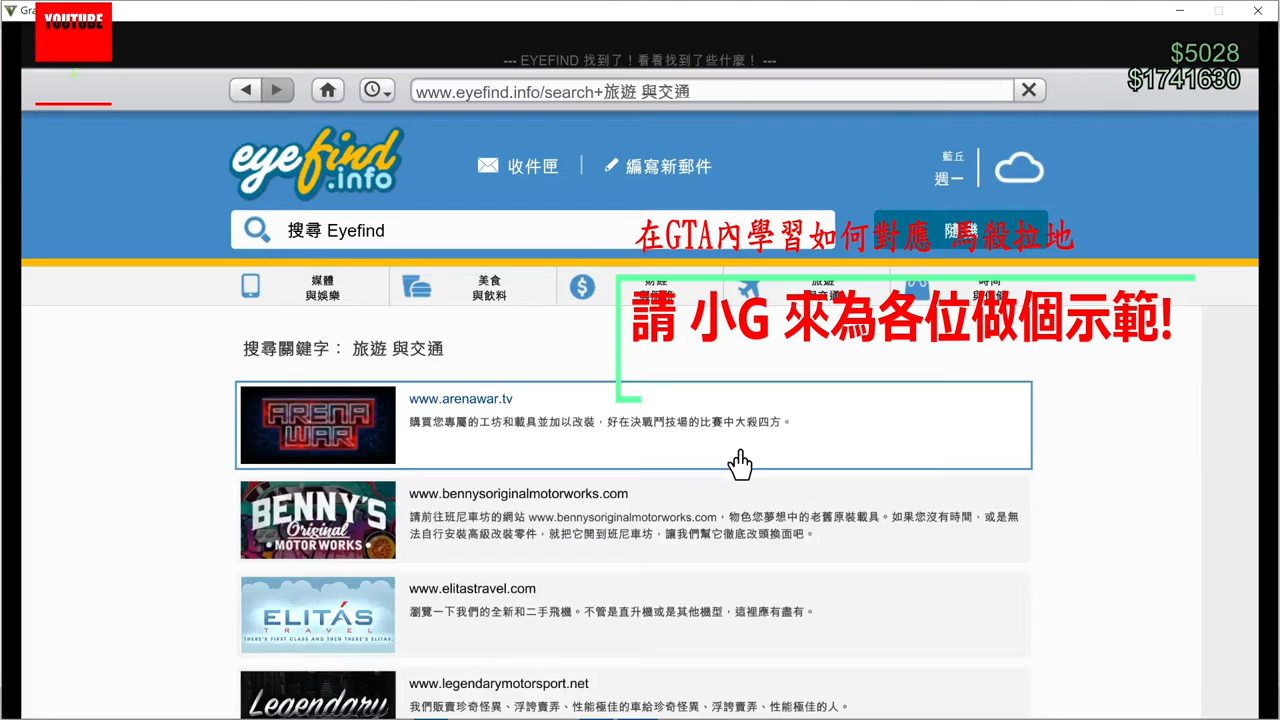 Gra
YOUTUBE
--- EYEFIND 找到了！看看找到了些什麼！ ---
$5028
$1741630
www.eyefind.info/search+旅遊 與交通
eyefind.info
收件匣
編寫新郵件
藍丘
週一
搜尋 Eyefind
在GTA內學習如何對應 馬殺拉地
媒體
與娛樂
美食
與飲料
請 小G 來為各位做個示範!
搜尋關鍵字： 旅遊 與交通
ARENA WAR
www.arenawar.tv
購買您專屬的工坊和載具並加以改裝，好在決戰鬥技場的比賽中大殺四方。
BENNY'S
Original
MOTOR WORKS
www.bennysoriginalmotorworks.com
請前往班尼車坊的網站 www.bennysoriginalmotorworks.com，物色您夢想中的老舊原裝載具。如果您沒有時間，或是無
法自行安裝高級改裝零件，就把它開到班尼車坊，讓我們幫它徹底改頭換面吧。
ELITÁS
TRAVEL
THERE'S FIRST CLASS AND THEN THERE'S ELITAS.
www.elitastravel.com
瀏覽一下我們的全新和二手飛機。不管是直升機或是其他機型，這裡應有盡有。
Legendary
www.legendarymotorsport.net
我們販賣珍奇怪異、浮誇賣弄、性能極佳的車給珍奇怪異、浮誇賣弄、性能極佳的人。